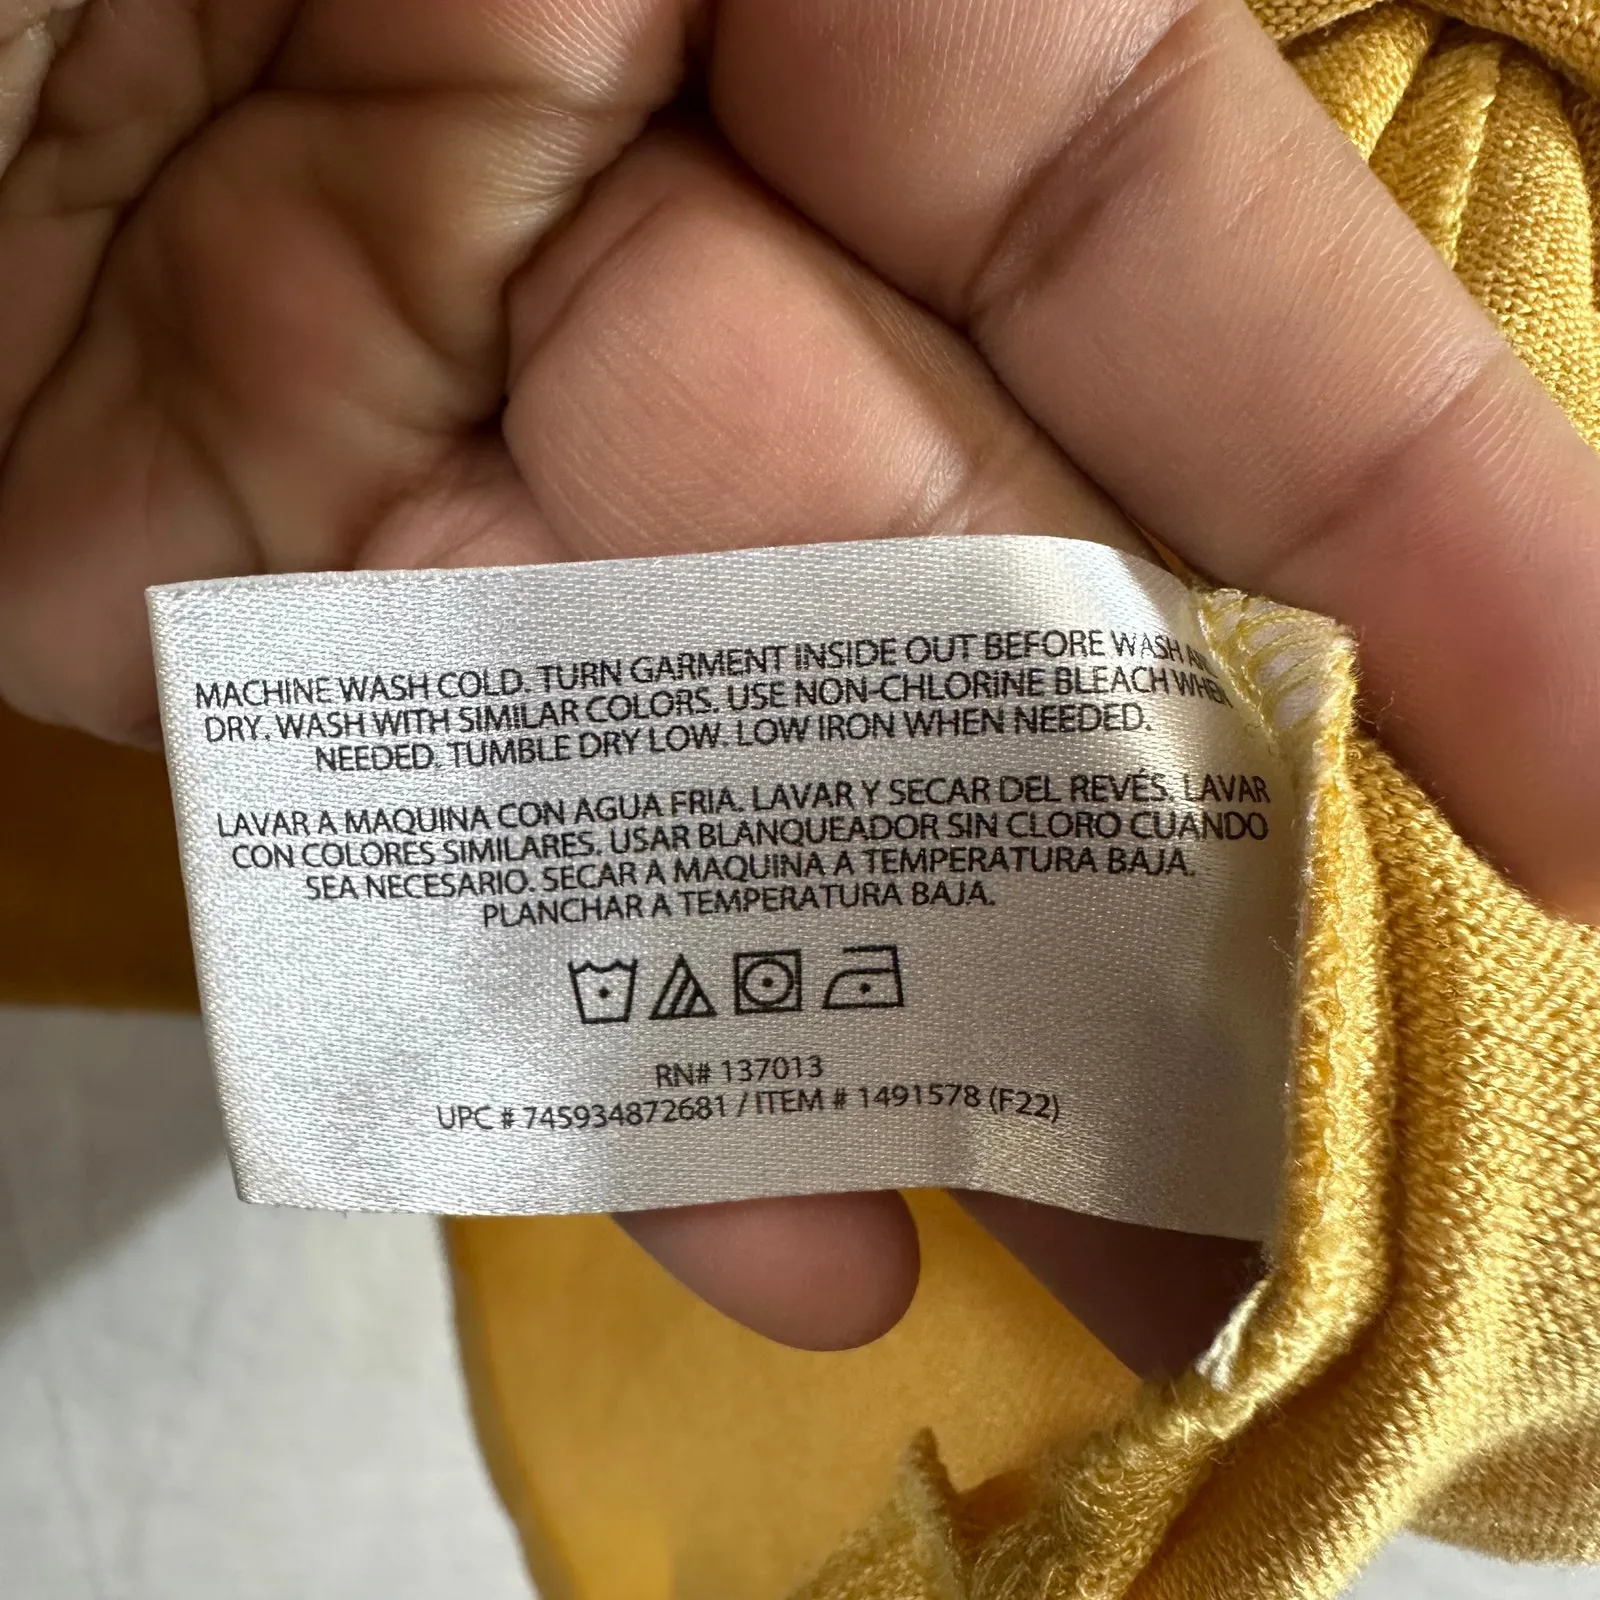 MACHINE WASH COLD. TURN GARMENT INSIDE OUT BEFORE WASH AND
DRY. WASH WITH SIMILAR COLORS. USE NON-CHLORINE BLEACH WHEN
NEEDED. TUMBLE DRY LOW. LOW IRON WHEN NEEDED.
LAVAR A MAQUINA CON AGUA FRIA. LAVAR Y SECAR DEL REVÉS. LAVAR
CON COLORES SIMILARES. USAR BLANQUEADOR SIN CLORO CUANDO
SEA NECESARIO. SECAR A MAQUINA A TEMPERATURA BAJA.
PLANCHAR A TEMPERATURA BAJA.
RN# 137013
UPC # 745934872681 / ITEM # 1491578 (F22)